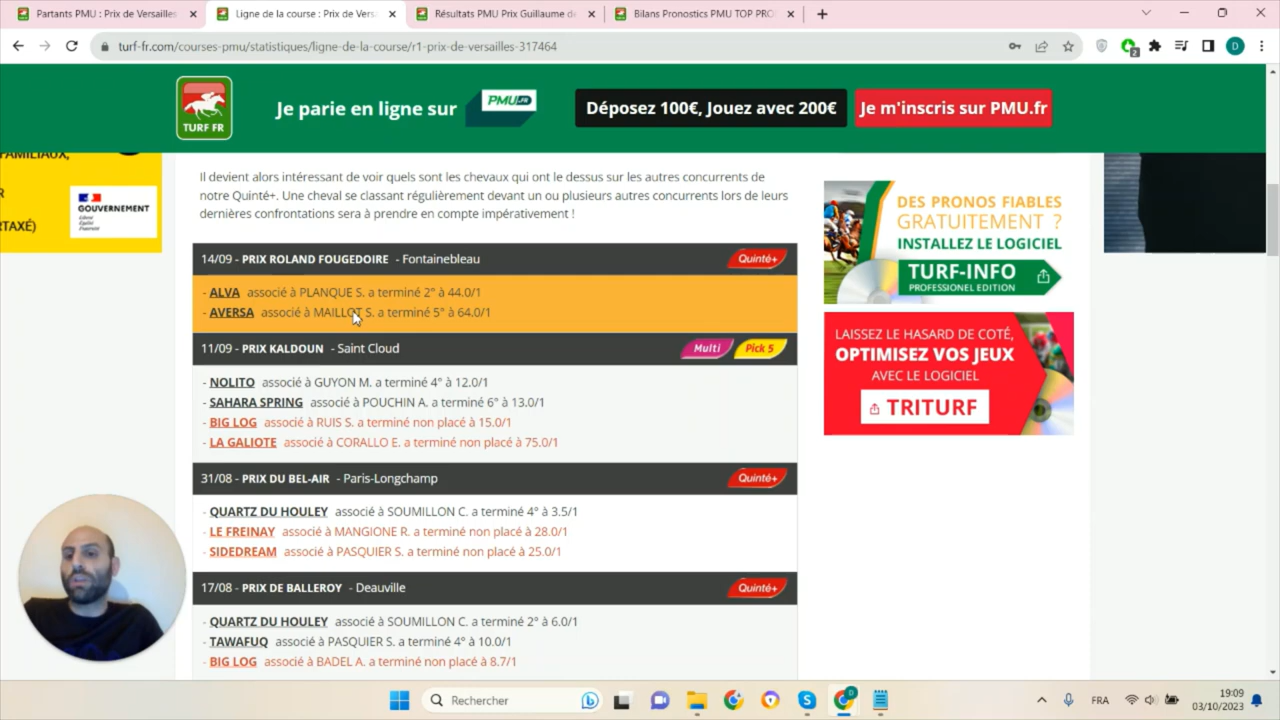 Partants PMU : Prix de Versailles
Ligne de la course : Prix de Versa
Résultats PMU Prix Guillaume d
Bilans Pronostics PMU TOP PRO
turf-fr.com/courses-pmu/statistiques/ligne-de-la-course/r1-prix-de-versailles-317464
2
D
TURF FR
Je parie en ligne sur
PMU.FR
Déposez 100€, Jouez avec 200€
Je m'inscris sur PMU.fr
FAMILIAUX,
R
TAXÉ)
GOUVERNEMENT
Liberté
Égalité
Fraternité
Il devient alors intéressant de voir quels sont les chevaux qui ont le dessus sur les autres concurrents de
notre Quinté+. Une cheval se classant régulièrement devant un ou plusieurs autres concurrents lors de leurs
dernières confrontations sera à prendre en compte impérativement !
14/09 - PRIX ROLAND FOUGEDOIRE - Fontainebleau
Quinté+
- ALVA associé à PLANQUE S. a terminé 2° à 44.0/1
- AVERSA associé à MAILLOT S. a terminé 5° à 64.0/1
11/09 - PRIX KALDOUN - Saint Cloud
Multi
Pick 5
- NOLITO associé à GUYON M. a terminé 4° à 12.0/1
- SAHARA SPRING associé à POUCHIN A. a terminé 6° à 13.0/1
- BIG LOG associé à RUIS S. a terminé non placé à 15.0/1
- LA GALIOTE associé à CORALLO E. a terminé non placé à 75.0/1
31/08 - PRIX DU BEL-AIR - Paris-Longchamp
Quinté+
- QUARTZ DU HOULEY associé à SOUMILLON C. a terminé 4° à 3.5/1
- LE FREINAY associé à MANGIONE R. a terminé non placé à 28.0/1
- SIDEDREAM associé à PASQUIER S. a terminé non placé à 25.0/1
17/08 - PRIX DE BALLEROY - Deauville
Quinté+
- QUARTZ DU HOULEY associé à SOUMILLON C. a terminé 2° à 6.0/1
- TAWAFUQ associé à PASQUIER S. a terminé 4° à 10.0/1
- BIG LOG associé à BADEL A. a terminé non placé à 8.7/1
DES PRONOS FIABLES
GRATUITEMENT ?
INSTALLEZ LE LOGICIEL
TURF-INFO
PROFESSIONEL EDITION
LAISSEZ LE HASARD DE COTÉ,
OPTIMISEZ VOS JEUX
AVEC LE LOGICIEL
TRITURF
Rechercher
FRA
19:09
03/10/2023